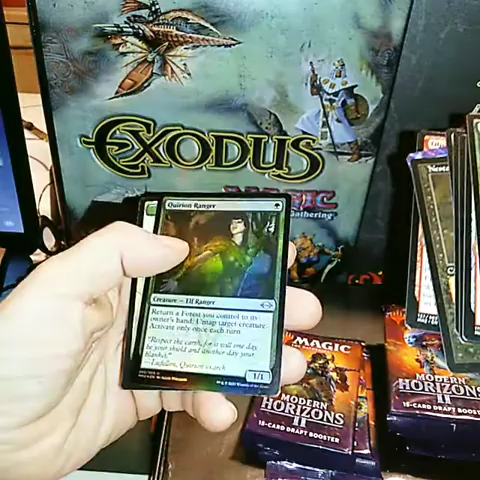 EXODUS
MAGIC
Gathering
Quirion Ranger
Creature — Elf Ranger
Return a Forest you control to its
owner's hand: Untap target creature.
Activate only once each turn.
"Respect the earth, for it will one day
be your shield and another day your
blanket."
1/1
MAGIC
MODERN
HORIZONS
II
15-CARD DRAFT BOOSTER
MODERN
HORIZONS
II
15-CARD DRAFT BOOSTER